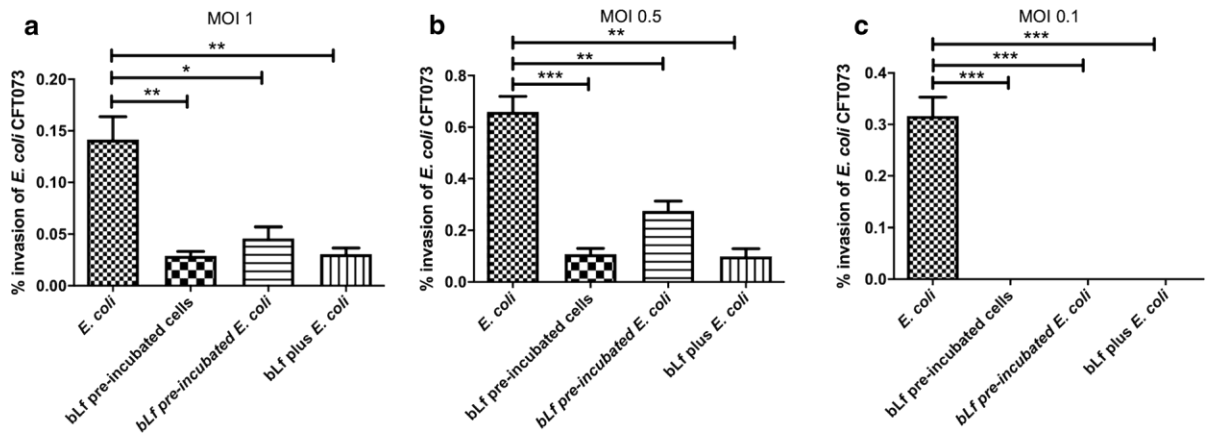 a
MOI 1
% invasion of E. coli CFT073
0.20
0.15
0.10
0.05
0.00
**
*
**
E. coli
bLf pre-incubated cells
bLf pre-incubated E. coli
bLf plus E. coli
b
MOI 0.5
% invasion of E. coli CFT073
0.8
0.6
0.4
0.2
0.0
**
**
***
E. coli
bLf pre-incubated cells
bLf pre-incubated E. coli
bLf plus E. coli
c
MOI 0.1
% invasion of E. coli CFT073
0.4
0.3
0.2
0.1
0.0
***
***
***
E. coli
bLf pre-incubated cells
bLf pre-incubated E. coli
bLf plus E. coli